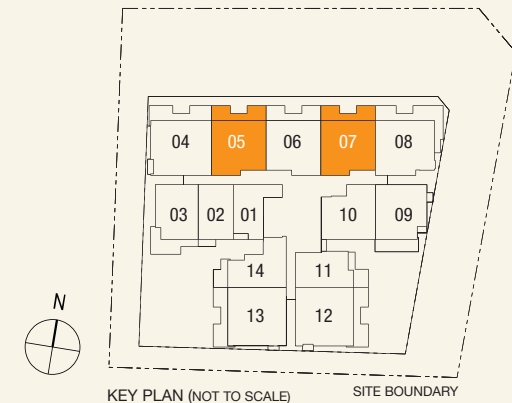 04 05 06 07 08
03 02 01 10 09
14 11
13 12
N
KEY PLAN (NOT TO SCALE)
SITE BOUNDARY